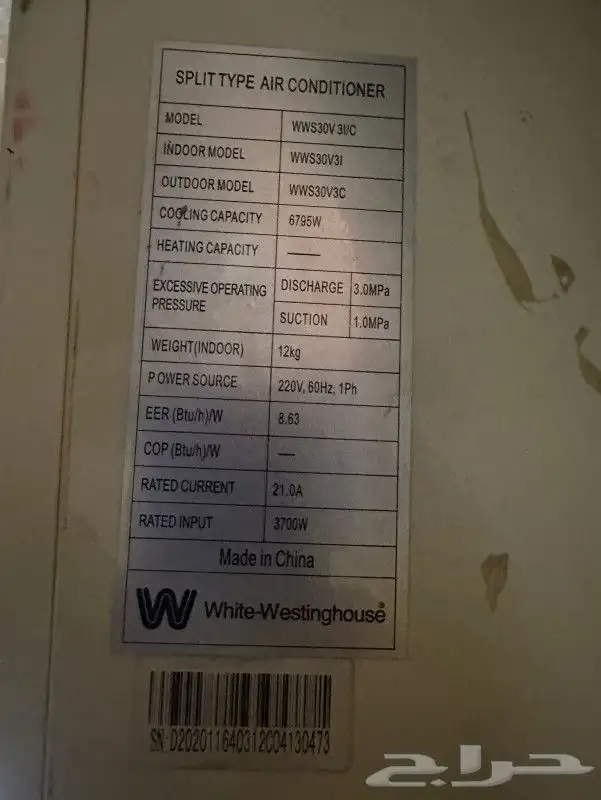 SPLIT TYPE AIR CONDITIONER
MODEL WWS30V 3I/C
INDOOR MODEL WWS30V3I
OUTDOOR MODEL WWS30V3C
COOLING CAPACITY 6795W
HEATING CAPACITY —
EXCESSIVE OPERATING PRESSURE DISCHARGE 3.0MPa
SUCTION 1.0MPa
WEIGHT(INDOOR) 12kg
POWER SOURCE 220V, 60Hz, 1Ph
EER (Btu/h)/W 8.63
COP (Btu/h)/W —
RATED CURRENT 21.0A
RATED INPUT 3700W
Made in China
W White-Westinghouse®
SN: D202011640312C04130473
حراج